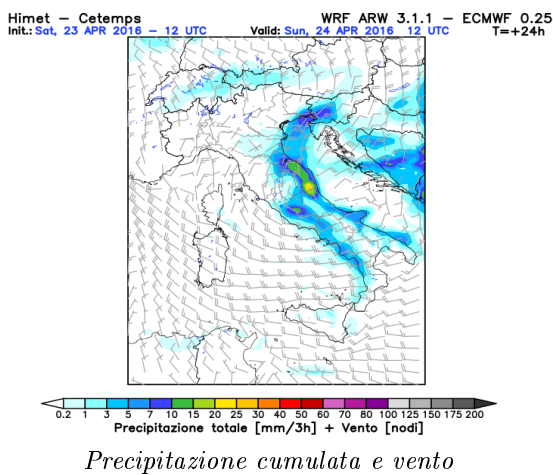 Himet – Cetemps WRF ARW 3.1.1 – ECMWF 0.25
Init.: Sat, 23 APR 2016 – 12 UTC Valid: Sun, 24 APR 2016 12 UTC T=+24h
0.2 1 3 5 7 10 15 20 25 30 40 50 60 70 80 100 125 150 175 200
Precipitazione totale [mm/3h] + Vento [nodi]
Precipitazione cumulata e vento